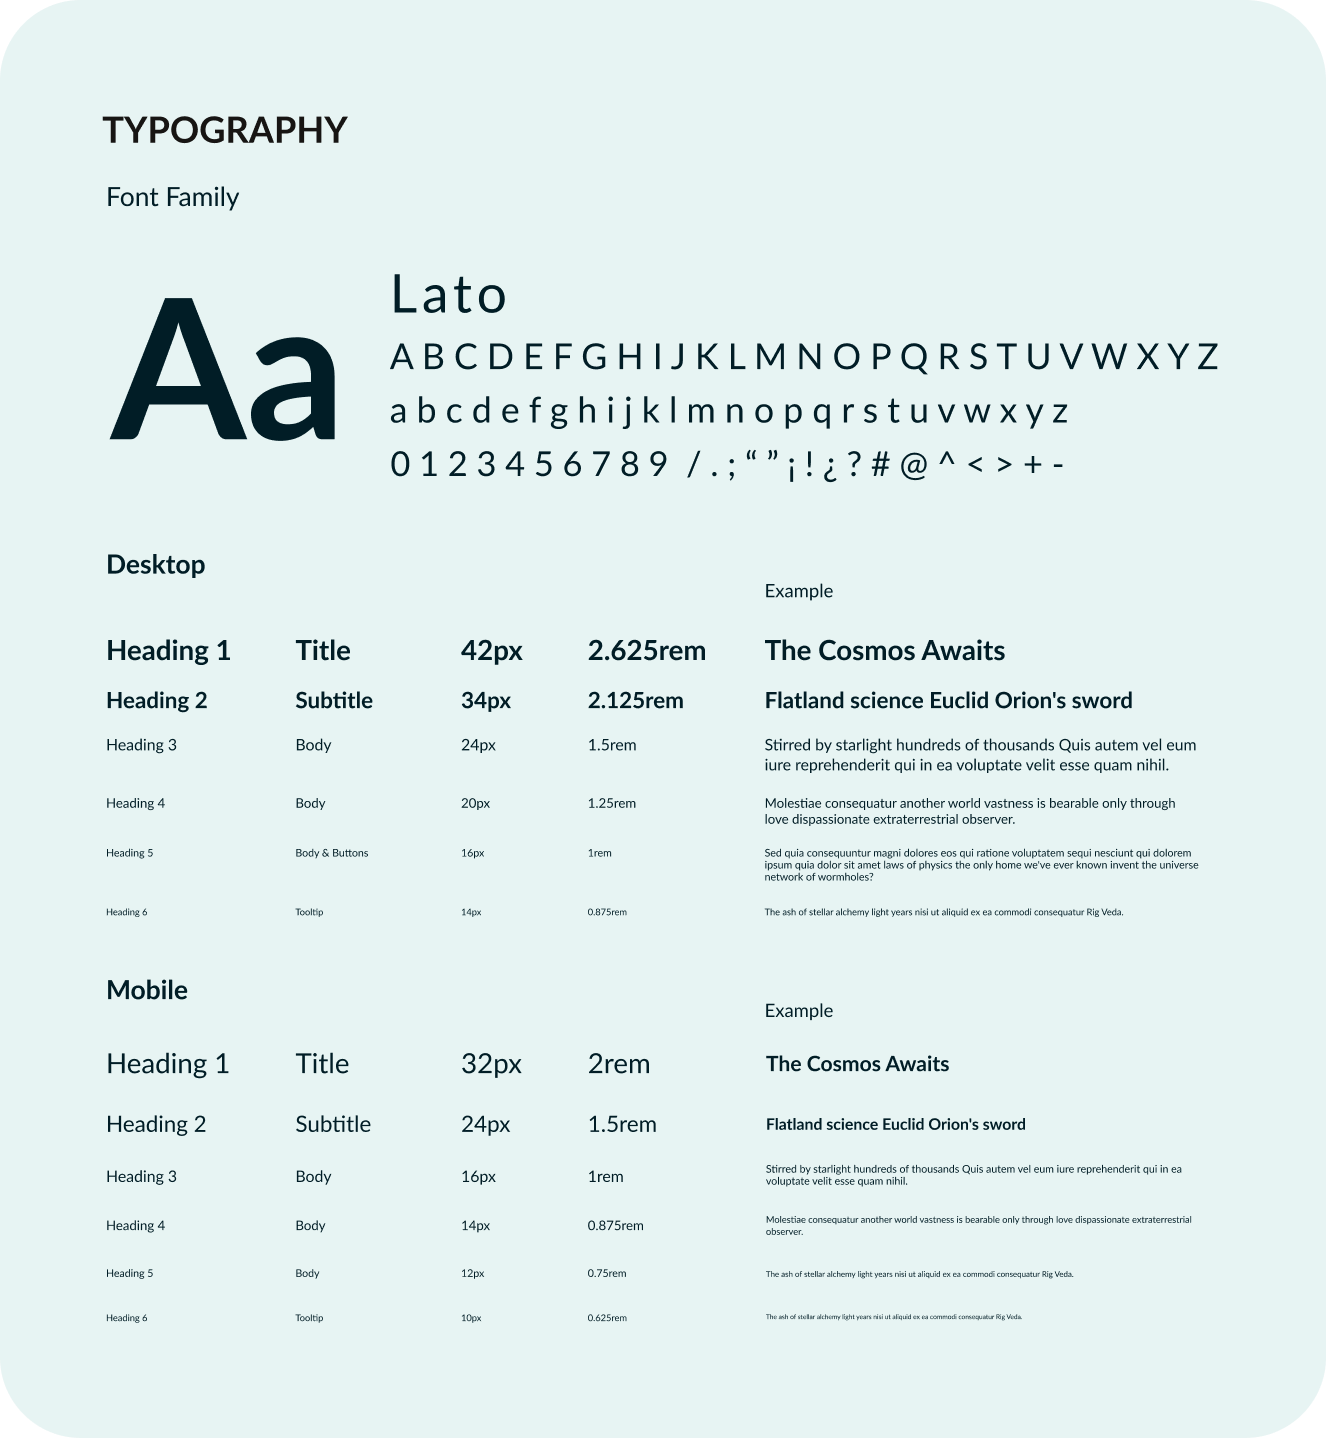 TYPOGRAPHY
Font Family
Aa
Lato
A B C D E F G H I J K L M N O P Q R S T U V W X Y Z
a b c d e f g h i j k l m n o p q r s t u v w x y z
0 1 2 3 4 5 6 7 8 9 / . ; “ ” ¡ ! ¿ ? # @ ^ < > + -
Desktop
Example
Heading 1 Title 42px 2.625rem The Cosmos Awaits
Heading 2 Subtitle 34px 2.125rem Flatland science Euclid Orion's sword
Heading 3 Body 24px 1.5rem Stirred by starlight hundreds of thousands Quis autem vel eum
iure reprehenderit qui in ea voluptate velit esse quam nihil.
Heading 4 Body 20px 1.25rem Molestiae consequatur another world vastness is bearable only through
love dispassionate extraterrestrial observer.
Heading 5 Body & Buttons 16px 1rem Sed quia consequuntur magni dolores eos qui ratione voluptatem sequi nesciunt qui dolorem
ipsum quia dolor sit amet laws of physics the only home we've ever known invent the universe
network of wormholes?
Heading 6 Tooltip 14px 0.875rem The ash of stellar alchemy light years nisi ut aliquid ex ea commodi consequatur Rig Veda.
Mobile
Example
Heading 1 Title 32px 2rem The Cosmos Awaits
Heading 2 Subtitle 24px 1.5rem Flatland science Euclid Orion's sword
Heading 3 Body 16px 1rem Stirred by starlight hundreds of thousands Quis autem vel eum iure reprehenderit qui in ea
voluptate velit esse quam nihil.
Heading 4 Body 14px 0.875rem Molestiae consequatur another world vastness is bearable only through love dispassionate extraterrestrial
observer.
Heading 5 Body 12px 0.75rem The ash of stellar alchemy light years nisi ut aliquid ex ea commodi consequatur Rig Veda.
Heading 6 Tooltip 10px 0.625rem The ash of stellar alchemy light years nisi ut aliquid ex ea commodi consequatur Rig Veda.